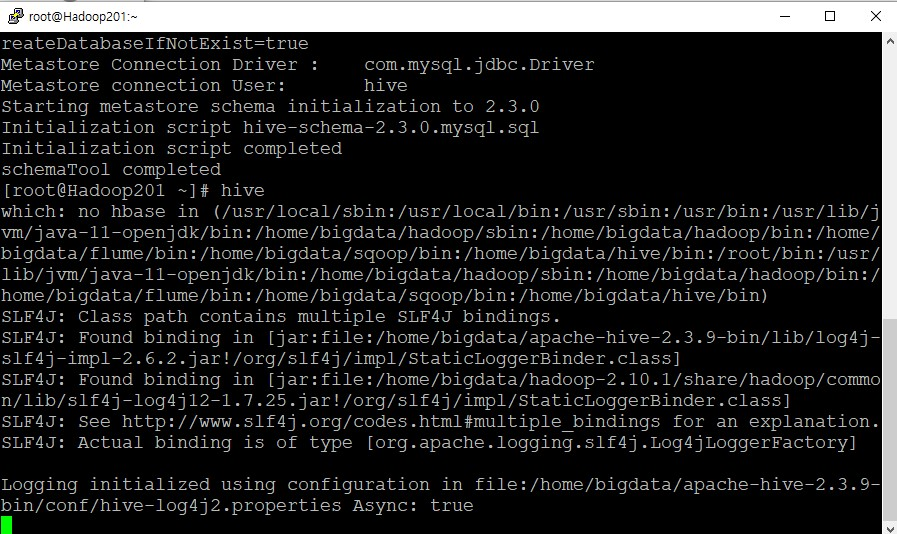 root@Hadoop201:~
reateDatabaseIfNotExist=true
Metastore Connection Driver :    com.mysql.jdbc.Driver
Metastore connection User:       hive
Starting metastore schema initialization to 2.3.0
Initialization script hive-schema-2.3.0.mysql.sql
Initialization script completed
schemaTool completed
[root@Hadoop201 ~]# hive
which: no hbase in (/usr/local/sbin:/usr/local/bin:/usr/sbin:/usr/bin:/usr/lib/j
vm/java-11-openjdk/bin:/home/bigdata/hadoop/sbin:/home/bigdata/hadoop/bin:/home/
bigdata/flume/bin:/home/bigdata/sqoop/bin:/home/bigdata/hive/bin:/root/bin:/usr/
lib/jvm/java-11-openjdk/bin:/home/bigdata/hadoop/sbin:/home/bigdata/hadoop/bin:/
home/bigdata/flume/bin:/home/bigdata/sqoop/bin:/home/bigdata/hive/bin)
SLF4J: Class path contains multiple SLF4J bindings.
SLF4J: Found binding in [jar:file:/home/bigdata/apache-hive-2.3.9-bin/lib/log4j-
slf4j-impl-2.6.2.jar!/org/slf4j/impl/StaticLoggerBinder.class]
SLF4J: Found binding in [jar:file:/home/bigdata/hadoop-2.10.1/share/hadoop/commo
n/lib/slf4j-log4j12-1.7.25.jar!/org/slf4j/impl/StaticLoggerBinder.class]
SLF4J: See http://www.slf4j.org/codes.html#multiple_bindings for an explanation.
SLF4J: Actual binding is of type [org.apache.logging.slf4j.Log4jLoggerFactory]
Logging initialized using configuration in file:/home/bigdata/apache-hive-2.3.9-
bin/conf/hive-log4j2.properties Async: true